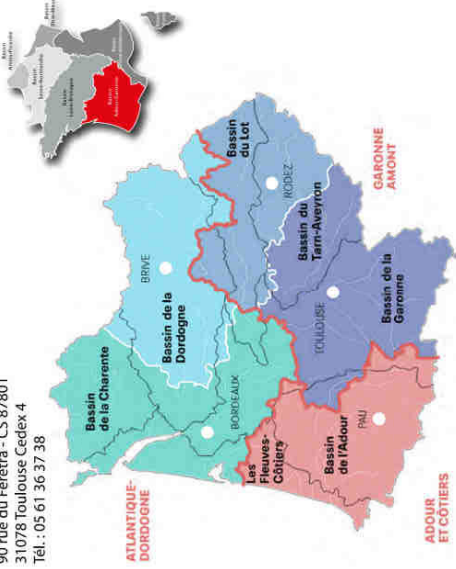 90 rue du Férétra - CS 87801
31078 Toulouse Cedex 4
Tél. : 05 61 36 37 38
ATLANTIQUE-
DORDOGNE
Bassin
de la Charente
BRIVE
Bassin de la
Dordogne
BORDEAUX
Bassin
du Lot
RODEZ
Les
Fleuves-
Côtiers
Bassin du
Tarn-Aveyron
TOULOUSE
GARONNE
AMONT
Bassin
de l'Adour
PAU
Bassin de la
Garonne
ADOUR
ET CÔTIERS